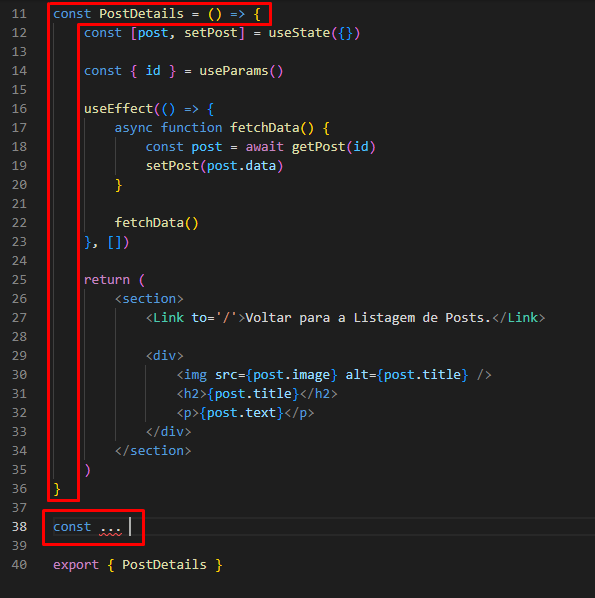 11 const PostDetails = () => {
12     const [post, setPost] = useState({})
13
14     const { id } = useParams()
15
16     useEffect(() => {
17         async function fetchData() {
18             const post = await getPost(id)
19             setPost(post.data)
20         }
21
22         fetchData()
23     }, [])
24
25     return (
26         <section>
27             <Link to='/'>Voltar para a Listagem de Posts.</Link>
28
29             <div>
30                 <img src={post.image} alt={post.title} />
31                 <h2>{post.title}</h2>
32                 <p>{post.text}</p>
33             </div>
34         </section>
35     )
36 }
37
38 const ...
39
40 export { PostDetails }